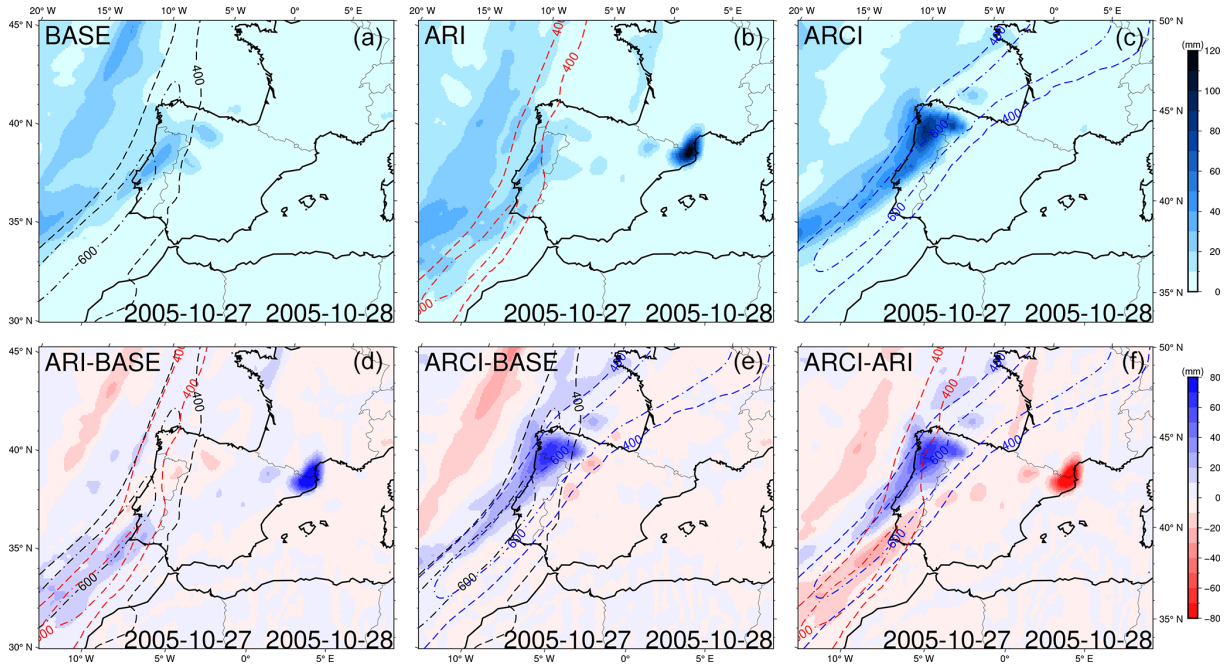 20° W 15° W 10° W 5° W 0° 5° E 20° W 15° W 10° W 5° W 0° 5° E 20° W 15° W 10° W 5° W 0° 5° E
BASE (a) ARI (b) ARCI (c)
50° N
45° N
40° N
35° N
30° N
400
600
2005-10-27 2005-10-28
400
400
2005-10-27 2005-10-28
400
600
400
600
2005-10-27 2005-10-28
50° N
45° N
40° N
35° N
(mm)
120
100
80
60
40
20
0
ARI-BASE (d) ARCI-BASE (e) ARCI-ARI (f)
45° N
40° N
35° N
30° N
400
400
400
600
2005-10-27 2005-10-28
400
400
600
400
600
600
2005-10-27 2005-10-28
400
400
600
400
600
2005-10-27 2005-10-28
50° N
45° N
40° N
35° N
(mm)
80
60
40
20
0
−20
−40
−60
−80
10° W 5° W 0° 5° E 10° W 5° W 0° 5° E 10° W 5° W 0° 5° E